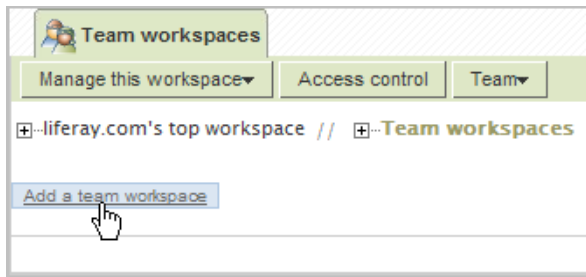 Team workspaces
Manage this workspace▾ Access control Team▾
liferay.com's top workspace // Team workspaces
Add a team workspace